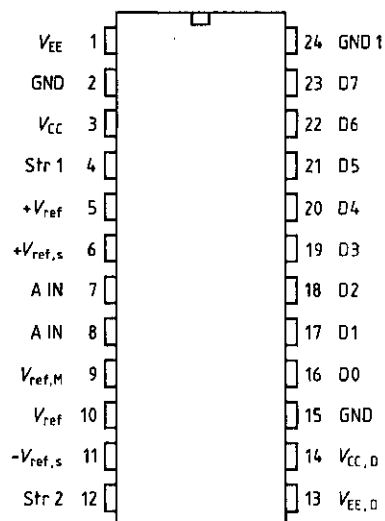 V_EE 1 24 GND 1
GND 2 23 D7
V_CC 3 22 D6
Str 1 4 21 D5
+V_ref 5 20 D4
+V_ref,s 6 19 D3
A IN 7 18 D2
A IN 8 17 D1
V_ref,M 9 16 D0
V_ref 10 15 GND
-V_ref,s 11 14 V_CC,D
Str 2 12 13 V_EE,D